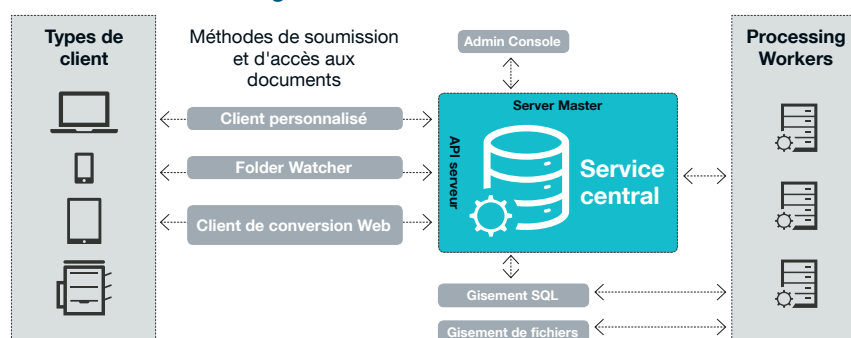 Types de
client
Méthodes de soumission
et d'accès aux
documents
Client personnalisé
Folder Watcher
Client de conversion Web
Admin Console
Server Master
API serveur
Service
central
Gisement SQL
Gisement de fichiers
Processing
Workers